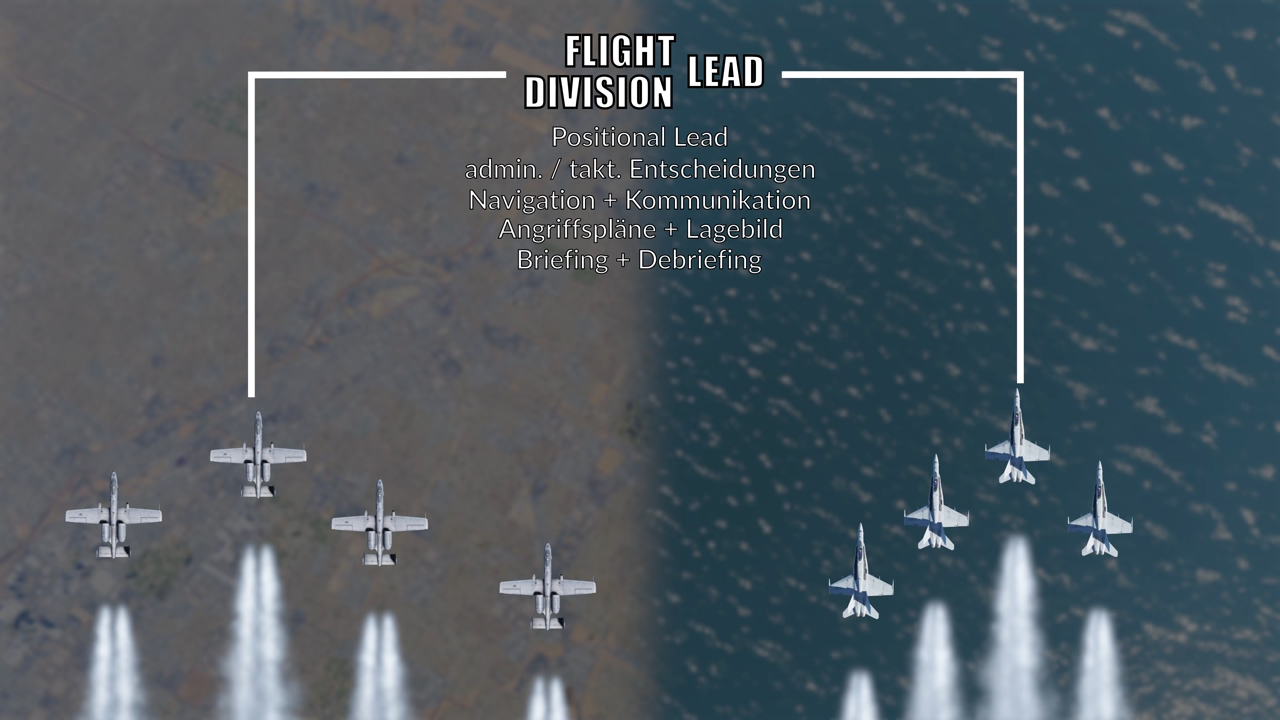 FLIGHT
DIVISION LEAD
Positional Lead
admin. / takt. Entscheidungen
Navigation + Kommunikation
Angriffspläne + Lagebild
Briefing + Debriefing